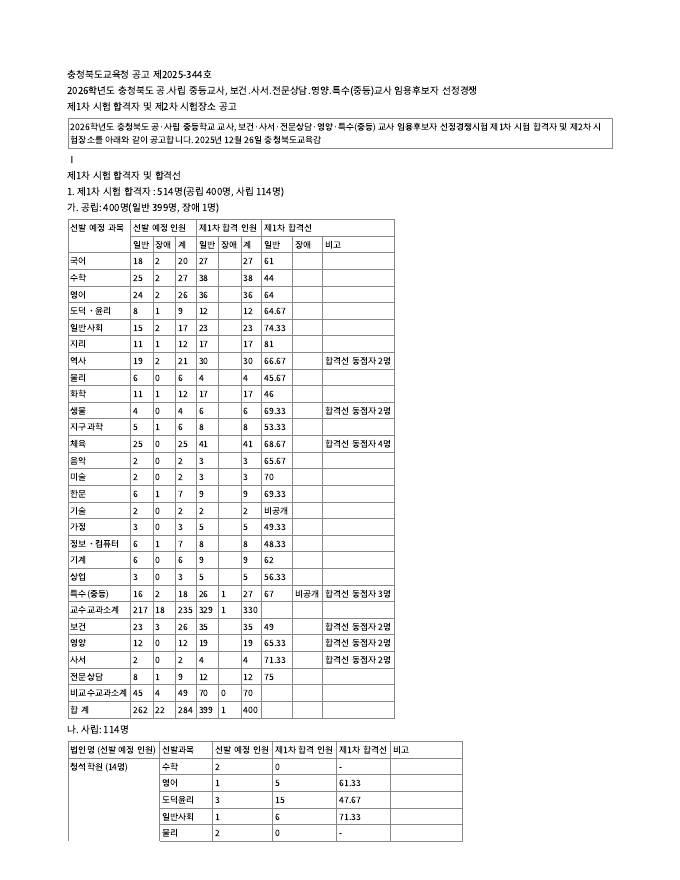 충청북도교육청 공고 제2025-344호
2026학년도 충청북도 공.사립 중등교사, 보건.사서.전문상담.영양.특수(중등)교사 임용후보자 선정경쟁
제1차 시험 합격자 및 제2차 시험장소 공고
2026학년도 충청북도 공·사립 중등학교 교사, 보건·사서·전문상담·영양·특수(중등) 교사 임용후보자 선정경쟁시험 제1차 시험 합격자 및 제2차 시
험장소를 아래와 같이 공고합니다. 2025년 12월 26일 충청북도교육감
Ⅰ
제1차 시험 합격자 및 합격선
1. 제1차 시험 합격자 : 514명(공립 400명, 사립 114명)
가. 공립: 400명(일반 399명, 장애 1명)
선발 예정 과목 선발 예정 인원 제1차 합격 인원 제1차 합격선
일반 장애 계 일반 장애 계 일반 장애 비고
국어 18 2 20 27 27 61
수학 25 2 27 38 38 44
영어 24 2 26 36 36 64
도덕·윤리 8 1 9 12 12 64.67
일반사회 15 2 17 23 23 74.33
지리 11 1 12 17 17 81
역사 19 2 21 30 30 66.67 합격선 동점자 2명
물리 6 0 6 4 4 45.67
화학 11 1 12 17 17 46
생물 4 0 4 6 6 69.33 합격선 동점자 2명
지구과학 5 1 6 8 8 53.33
체육 25 0 25 41 41 68.67 합격선 동점자 4명
음악 2 0 2 3 3 65.67
미술 2 0 2 3 3 70
한문 6 1 7 9 9 69.33
기술 2 0 2 2 2 비공개
가정 3 0 3 5 5 49.33
정보·컴퓨터 6 1 7 8 8 48.33
기계 6 0 6 9 9 62
상업 3 0 3 5 5 56.33
특수(중등) 16 2 18 26 1 27 67 비공개 합격선 동점자 3명
교수교과소계 217 18 235 329 1 330
보건 23 3 26 35 35 49 합격선 동점자 2명
영양 12 0 12 19 19 65.33 합격선 동점자 2명
사서 2 0 2 4 4 71.33 합격선 동점자 2명
전문상담 8 1 9 12 12 75
비교수교과소계 45 4 49 70 0 70
합 계 262 22 284 399 1 400
나. 사립: 114명
법인명 (선발 예정 인원) 선발과목 선발 예정 인원 제1차 합격 인원 제1차 합격선 비고
청석학원 (14명) 수학 2 0 -
영어 1 5 61.33
도덕윤리 3 15 47.67
일반사회 1 6 71.33
물리 2 0 -